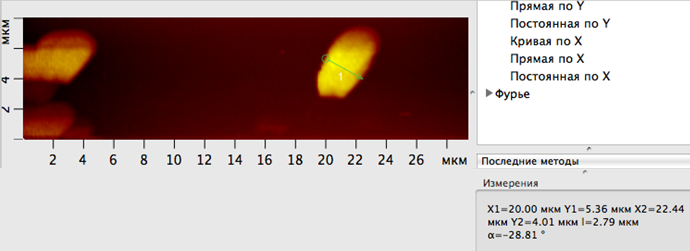 мкм
4
2
1
2 4 6 8 10 12 14 16 18 20 22 24 26 мкм
Прямая по Y
Постоянная по Y
Кривая по X
Прямая по X
Постоянная по X
Фурье
Последние методы
Измерения
X1=20.00 мкм Y1=5.36 мкм X2=22.44
мкм Y2=4.01 мкм l=2.79 мкм
α=-28.81 °